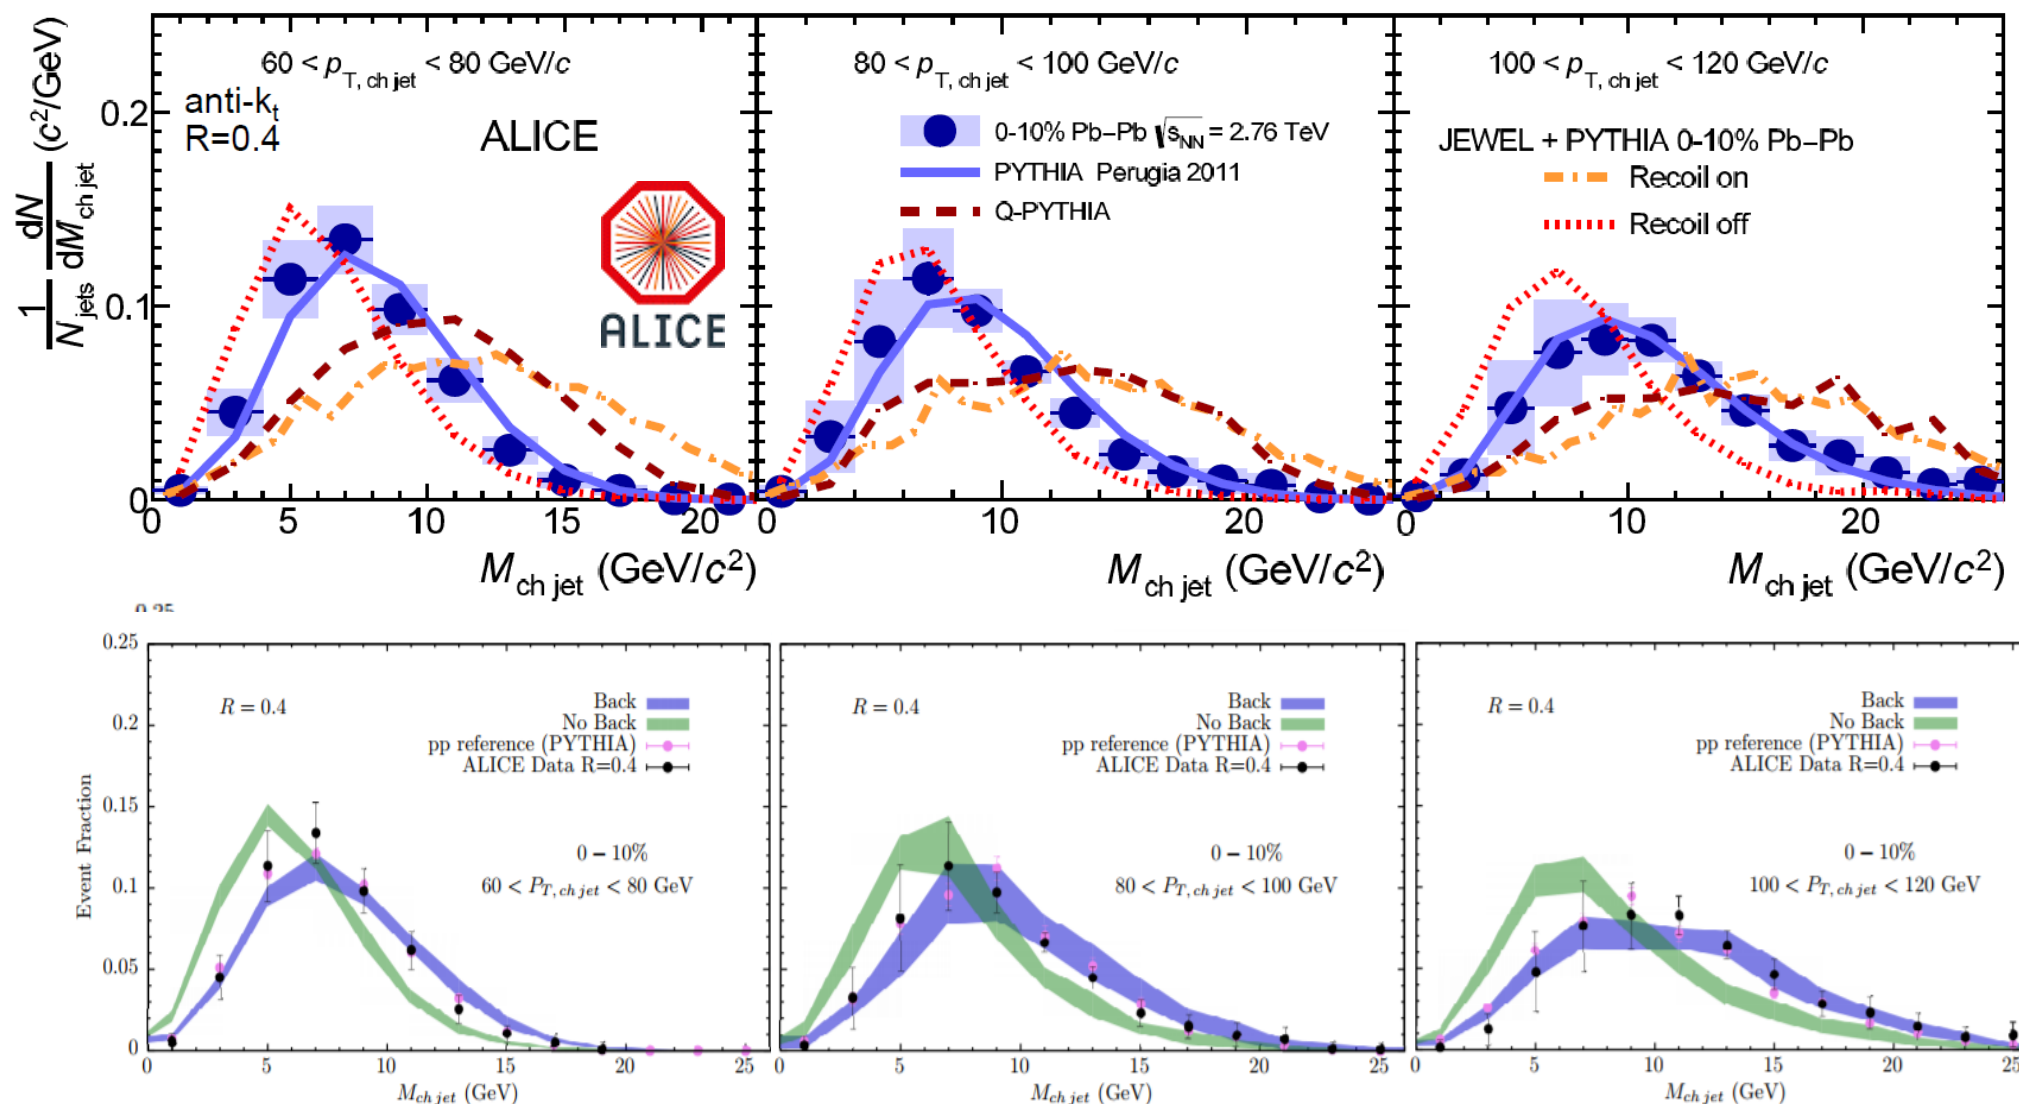 60 < p_T, ch jet < 80 GeV/c
80 < p_T, ch jet < 100 GeV/c
100 < p_T, ch jet < 120 GeV/c
anti-k_t
R=0.4
ALICE
ALICE
0-10% Pb–Pb √s_NN = 2.76 TeV
PYTHIA Perugia 2011
Q-PYTHIA
JEWEL + PYTHIA 0-10% Pb–Pb
Recoil on
Recoil off
1/N_jets dN/dM_ch jet (c²/GeV)
0.2
0.1
0
0 5 10 15 20
0 10 20
0 10 20
M_ch jet (GeV/c²)
M_ch jet (GeV/c²)
M_ch jet (GeV/c²)
0.25
0.2
0.15
0.1
0.05
0
Event Fraction
R = 0.4
Back
No Back
pp reference (PYTHIA)
ALICE Data R=0.4
0 − 10%
60 < P_T, ch jet < 80 GeV
0 5 10 15 20 25
M_ch jet (GeV)
R = 0.4
Back
No Back
pp reference (PYTHIA)
ALICE Data R=0.4
0 − 10%
80 < P_T, ch jet < 100 GeV
0 5 10 15 20 25
M_ch jet (GeV)
R = 0.4
Back
No Back
pp reference (PYTHIA)
ALICE Data R=0.4
0 − 10%
100 < P_T, ch jet < 120 GeV
0 5 10 15 20 25
M_ch jet (GeV)